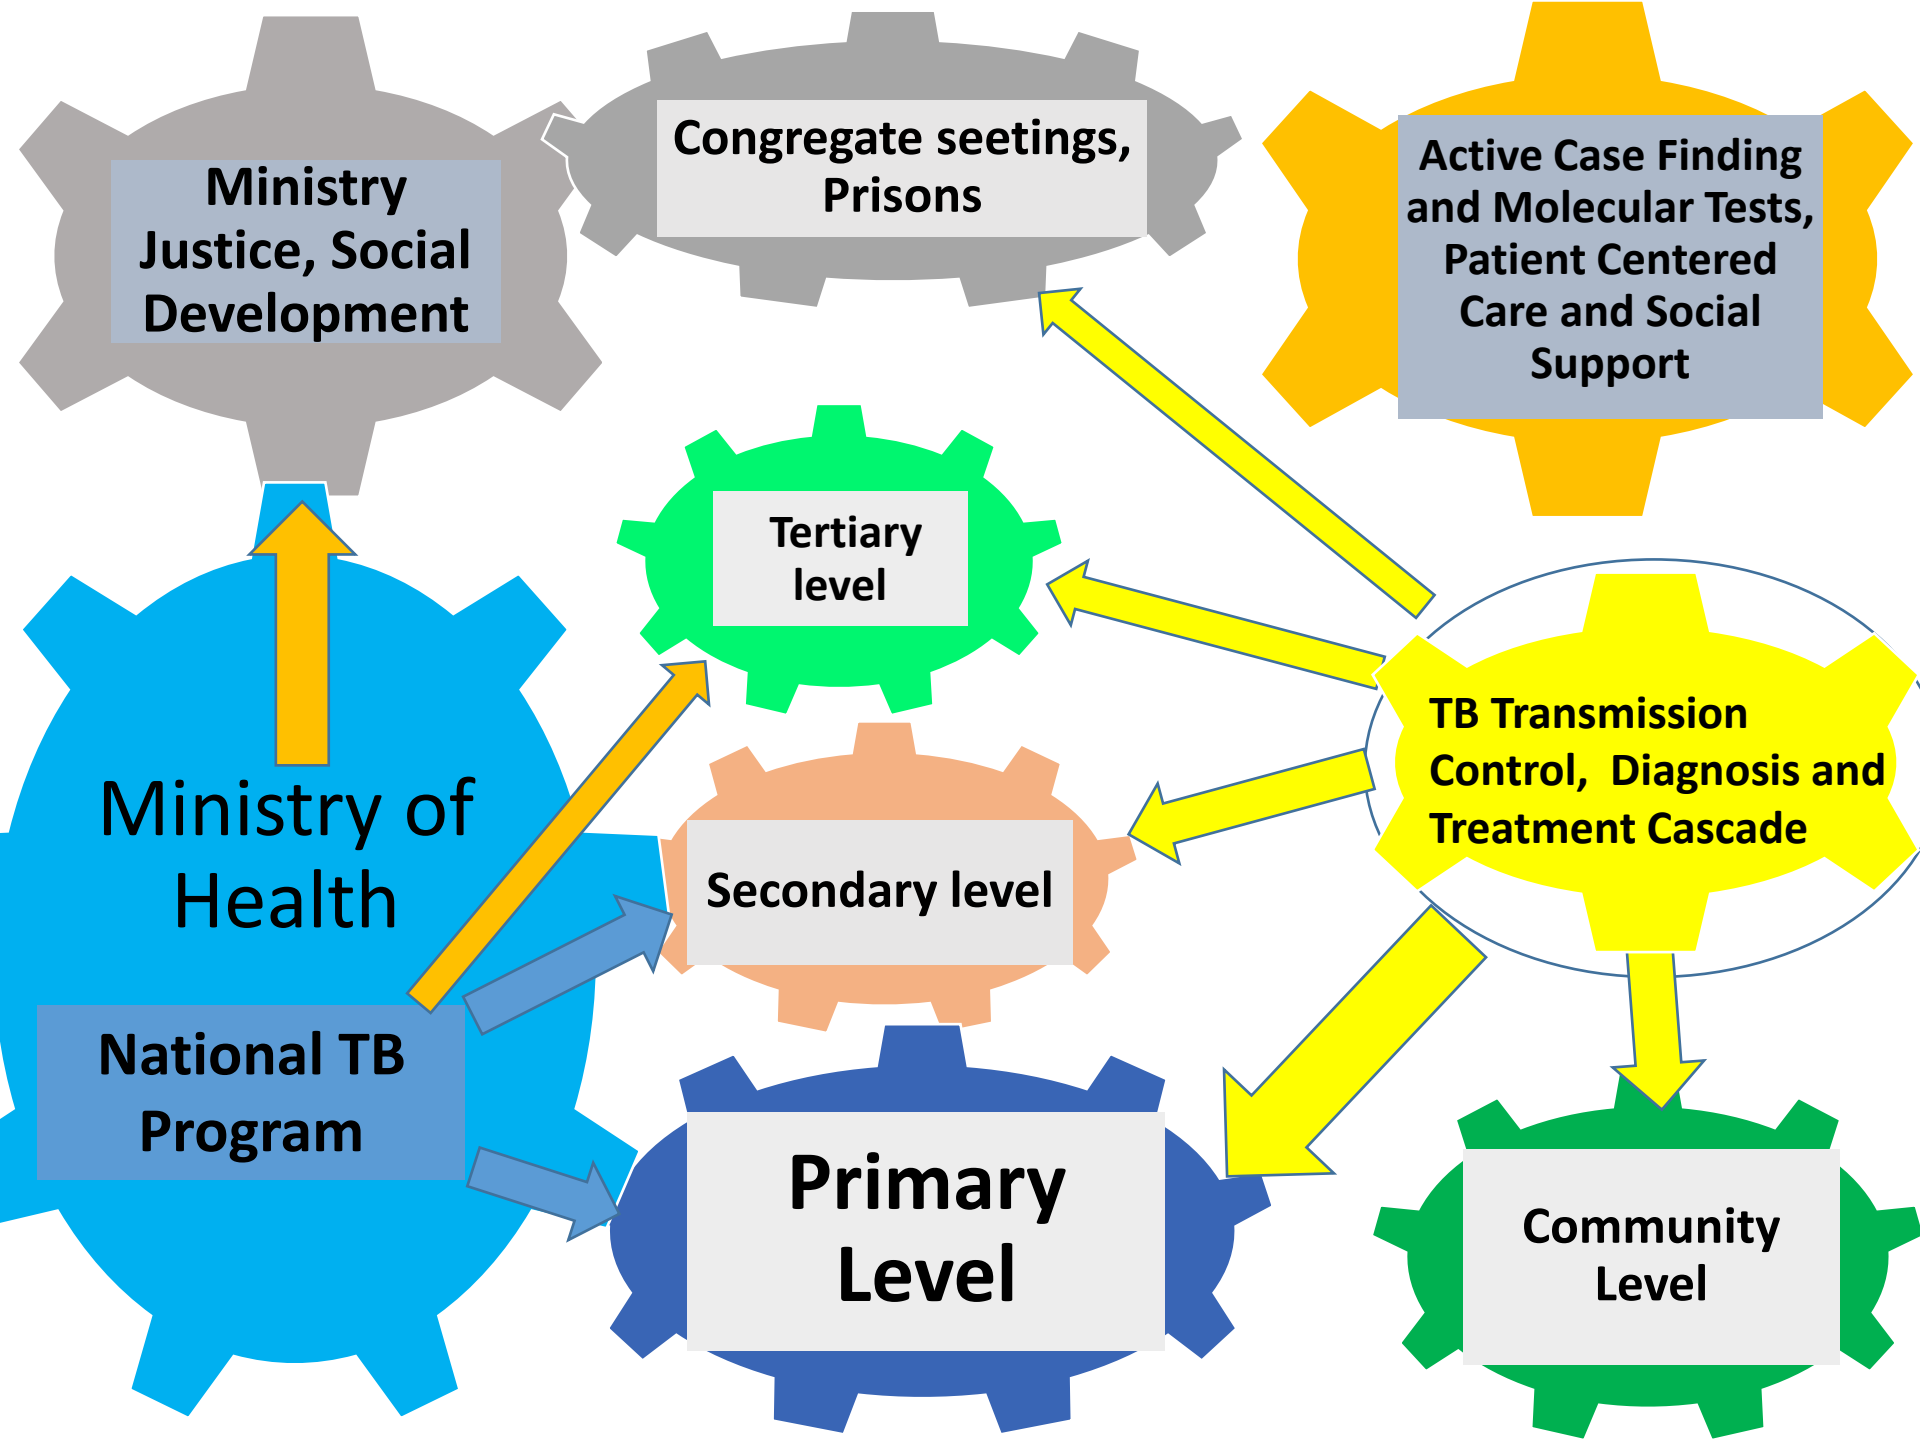 Ministry
Justice, Social
Development
Congregate seetings,
Prisons
Active Case Finding
and Molecular Tests,
Patient Centered
Care and Social
Support
Tertiary
level
TB Transmission
Control,  Diagnosis and
Treatment Cascade
Ministry of
Health
Secondary level
National TB
Program
Primary
Level
Community
Level